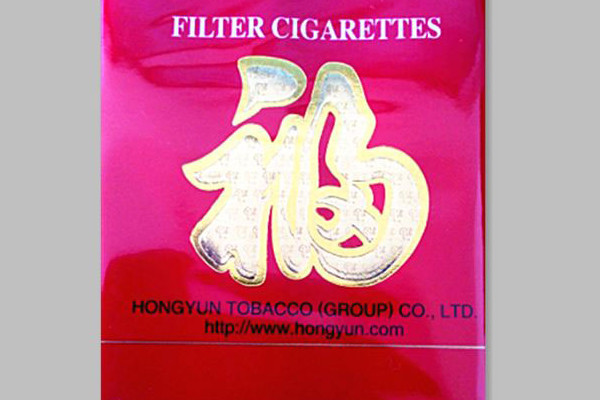 FILTER CIGARETTES
福
HONGYUN TOBACCO (GROUP) CO., LTD.
http://www.hongyun.com